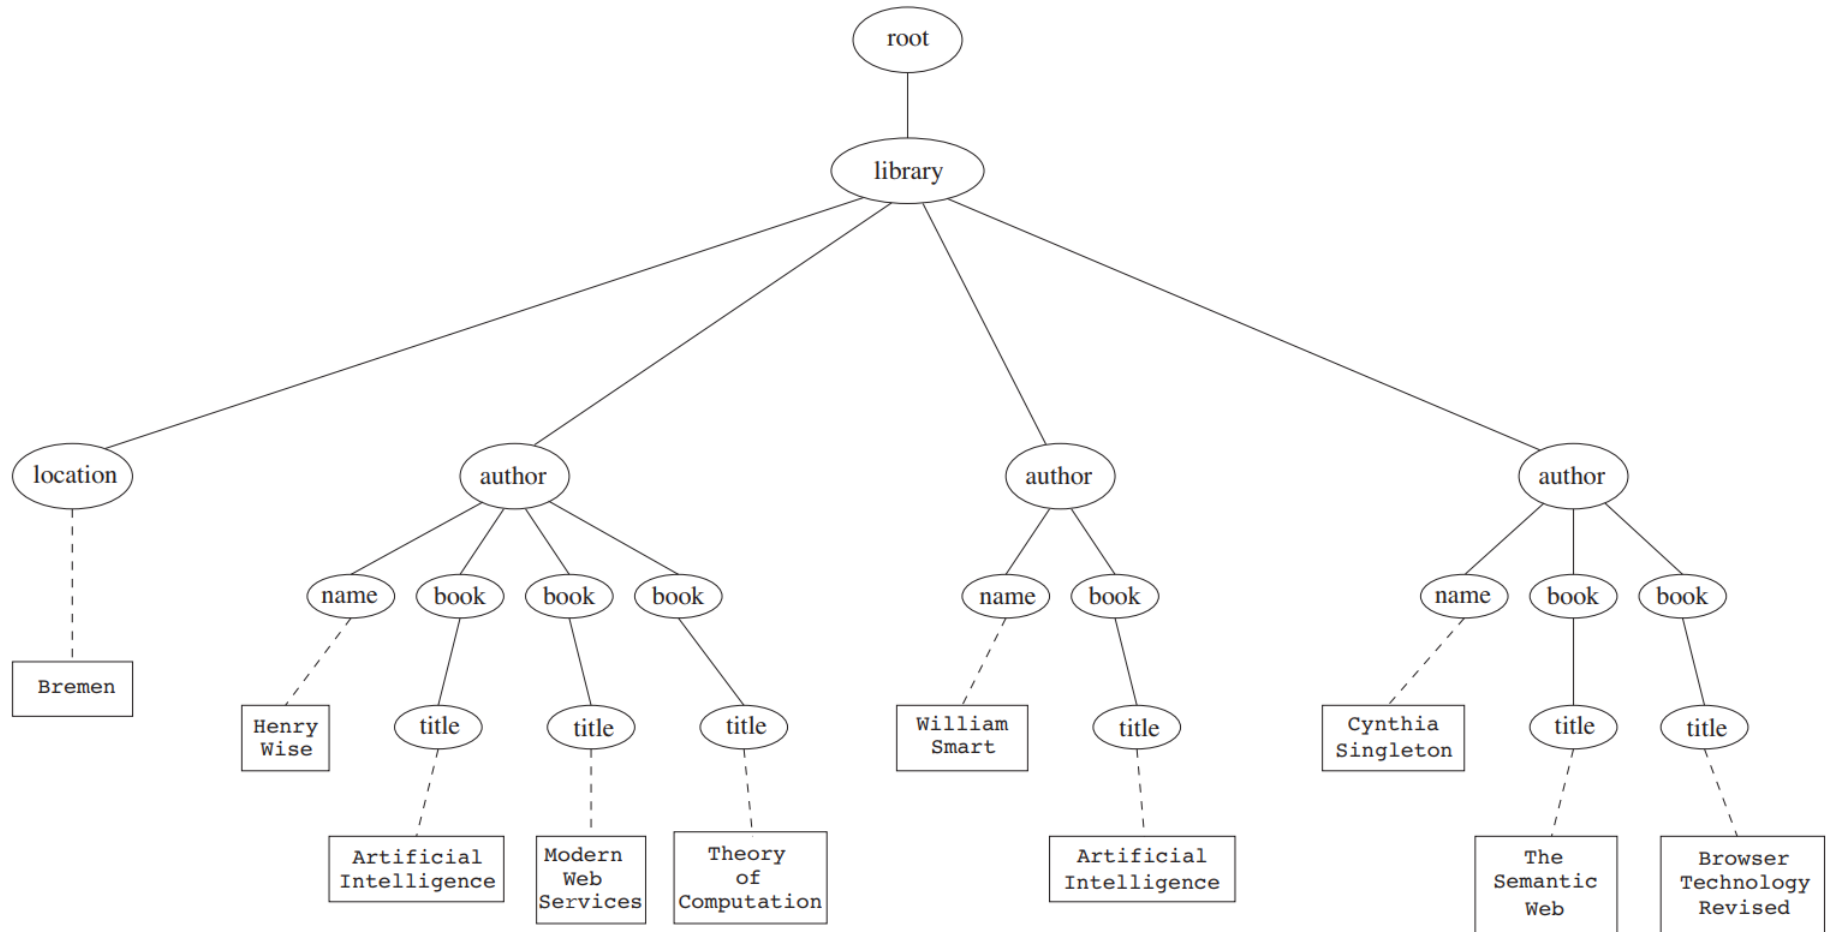 root
library
location
author
author
author
name
book
book
book
name
book
name
book
book
Bremen
Henry
Wise
title
title
title
William
Smart
title
Cynthia
Singleton
title
title
Artificial
Intelligence
Modern
Web
Services
Theory
of
Computation
Artificial
Intelligence
The
Semantic
Web
Browser
Technology
Revised